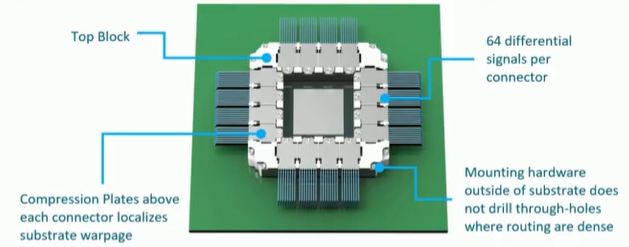 Top Block
64 differential
signals per
connector
Compression Plates above
each connector localizes
substrate warpage
Mounting hardware
outside of substrate does
not drill through-holes
where routing are dense